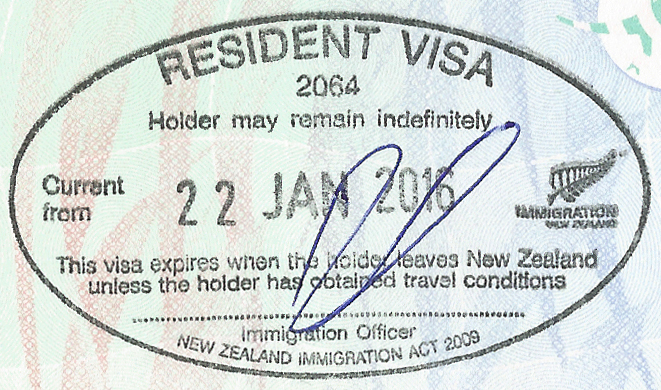 RESIDENT VISA
2064
Holder may remain indefinitely
Current from
22 JAN 2016
IMMIGRATION
NEW ZEALAND
This visa expires when the holder leaves New Zealand
unless the holder has obtained travel conditions
Immigration Officer
NEW ZEALAND IMMIGRATION ACT 2009